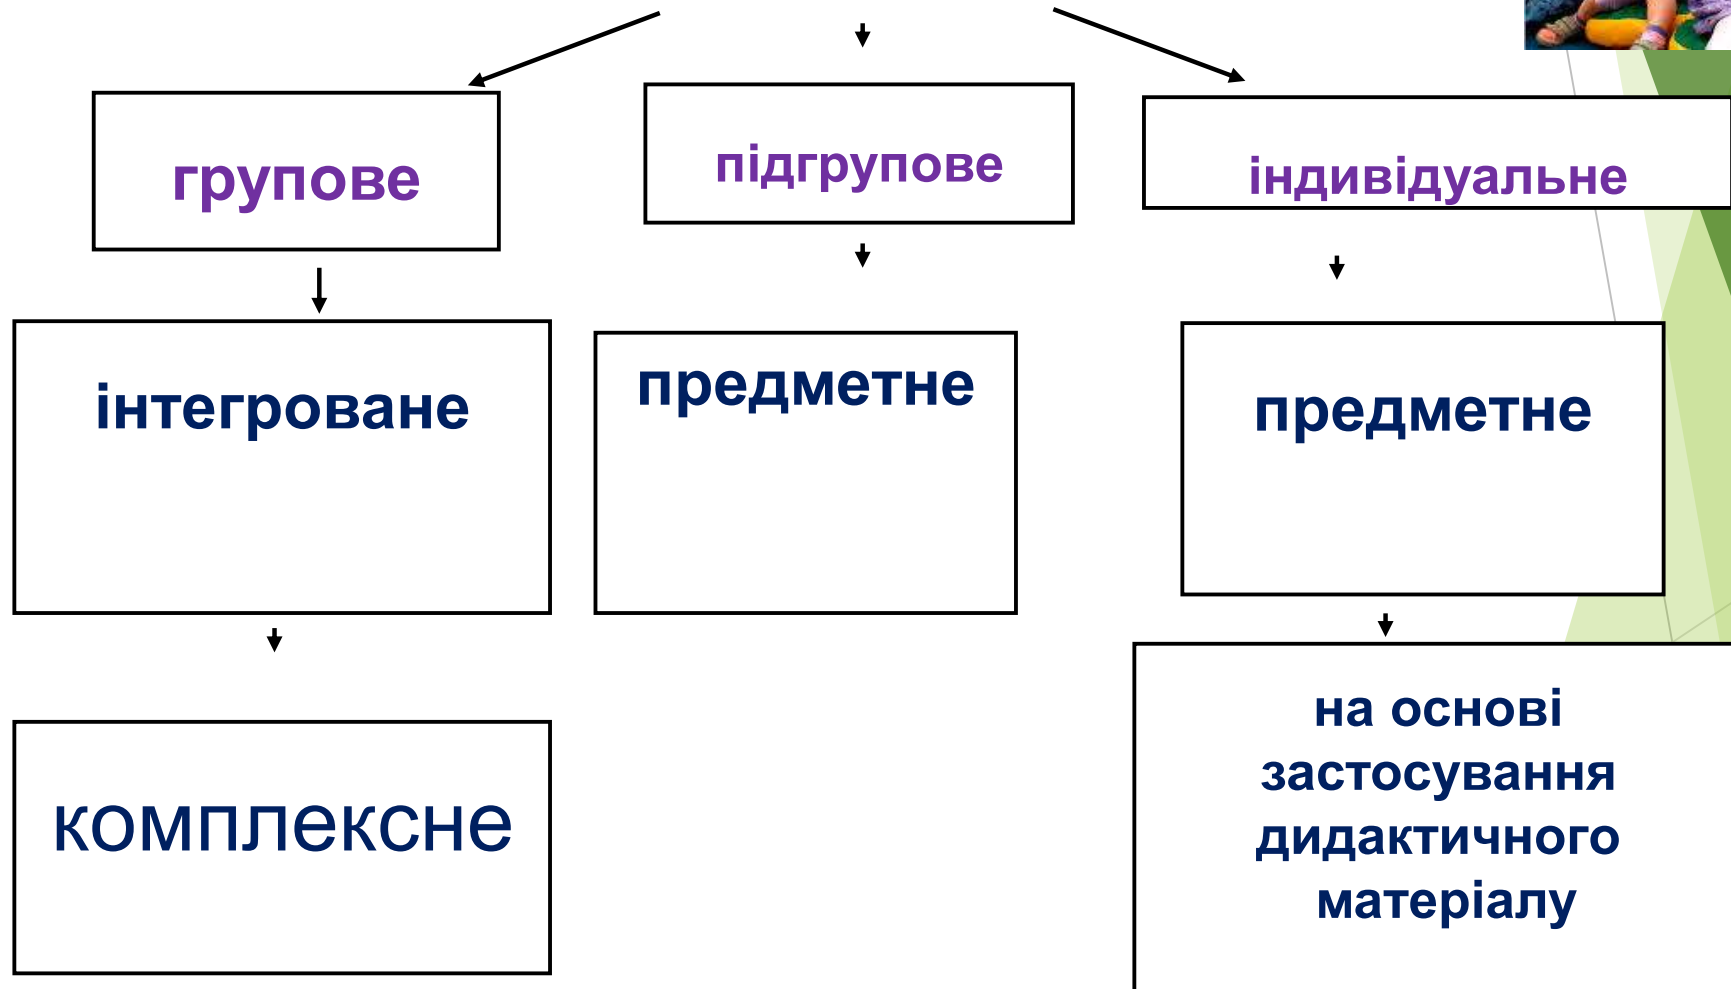 групове
підгрупове
індивідуальне
інтегроване
предметне
предметне
комплексне
на основі
застосування
дидактичного
матеріалу